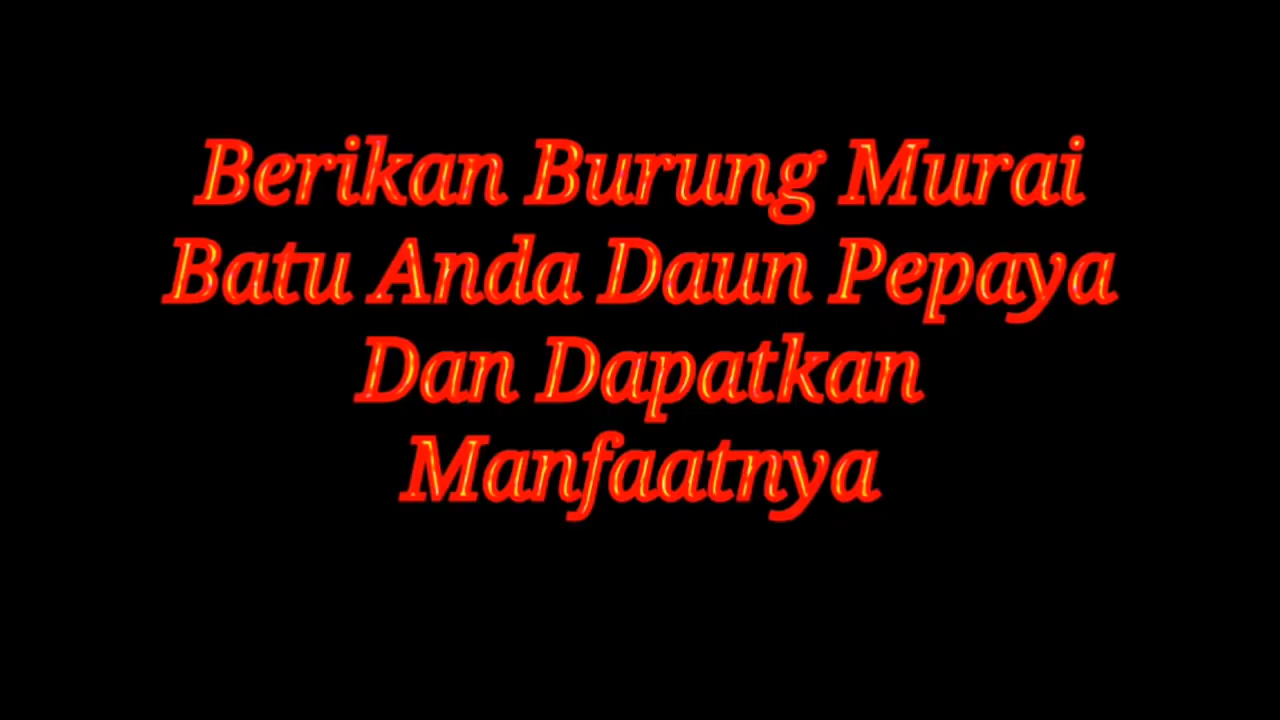 Berikan Burung Murai
Batu Anda Daun Pepaya
Dan Dapatkan
Manfaatnya